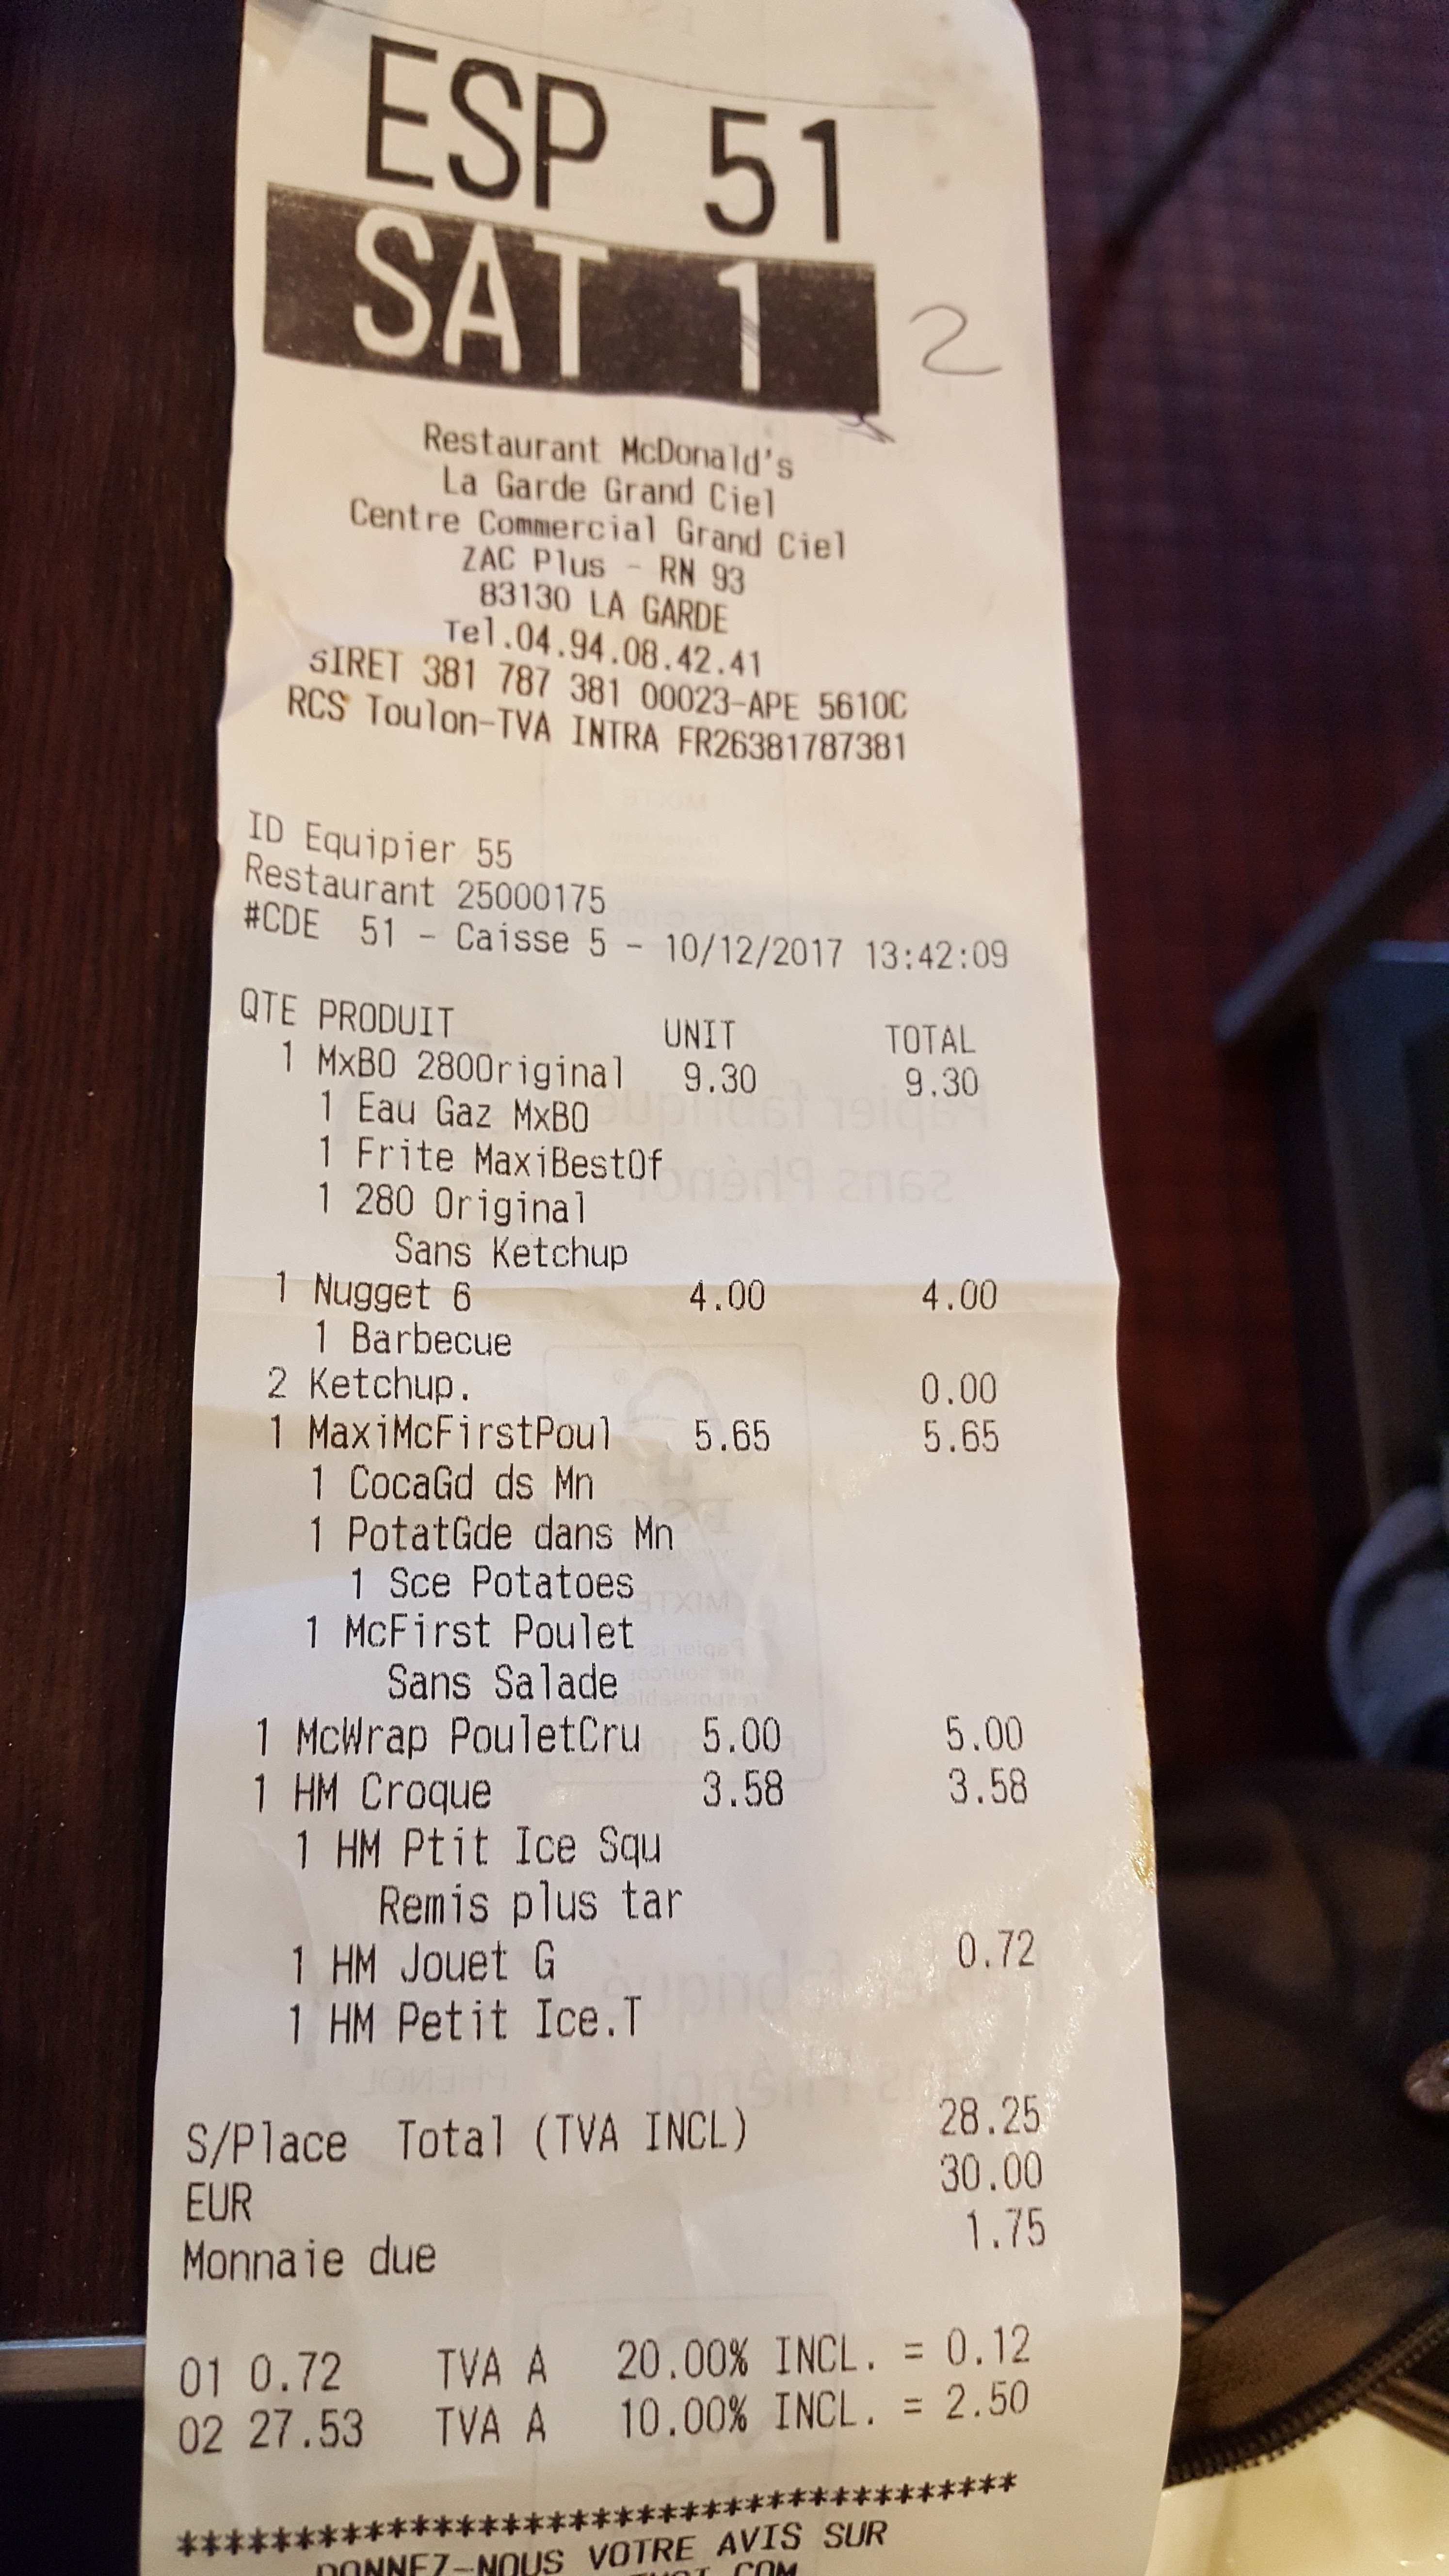 ESP 51
SAT 1
2
Restaurant McDonald's
La Garde Grand Ciel
Centre Commercial Grand Ciel
ZAC Plus - RN 93
83130 LA GARDE
Tel.04.94.08.42.41
SIRET 381 787 381 00023-APE 5610C
RCS Toulon-TVA INTRA FR26381787381
ID Equipier 55
Restaurant 25000175
#CDE 51 - Caisse 5 - 10/12/2017 13:42:09
QTE PRODUIT UNIT TOTAL
1 MxBO 280Original 9.30 9.30
1 Eau Gaz MxBO
1 Frite MaxiBestOf
1 280 Original
Sans Ketchup
1 Nugget 6 4.00 4.00
1 Barbecue
2 Ketchup. 0.00
1 MaxiMcFirstPoul 5.65 5.65
1 CocaGd ds Mn
1 PotatGde dans Mn
1 Sce Potatoes
1 McFirst Poulet
Sans Salade
1 McWrap PouletCru 5.00 5.00
1 HM Croque 3.58 3.58
1 HM Ptit Ice Squ
Remis plus tar
1 HM Jouet G 0.72
1 HM Petit Ice.T
S/Place Total (TVA INCL) 28.25
EUR 30.00
Monnaie due 1.75
01 0.72 TVA A 20.00% INCL. = 0.12
02 27.53 TVA A 10.00% INCL. = 2.50
************************************
DONNEZ-NOUS VOTRE AVIS SUR